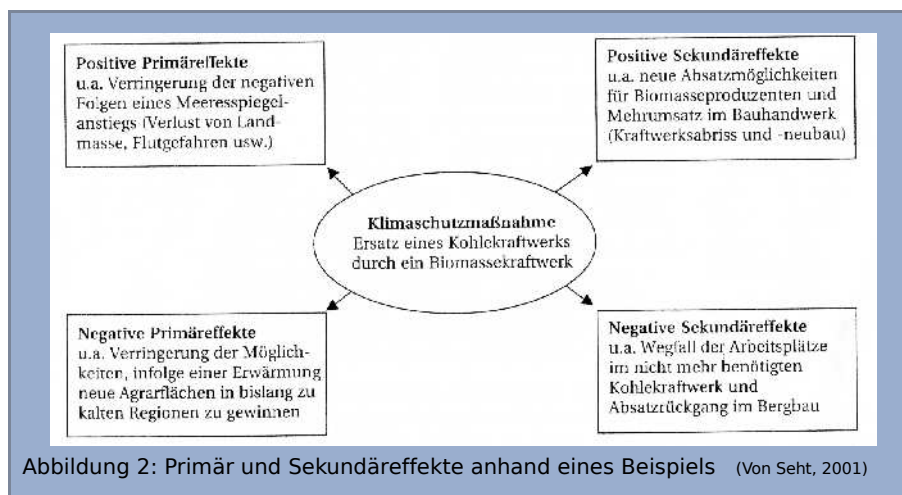 Positive Primäreffekte
u.a. Verringerung der negativen
Folgen eines Meeresspiegel-
anstiegs (Verlust von Land-
masse, Flutgefahren usw.)
Positive Sekundäreffekte
u.a. neue Absatzmöglichkeiten
für Biomasseproduzenten und
Mehrumsatz im Bauhandwerk
(Kraftwerksabriss und -neubau)
Klimaschutzmaßnahme
Ersatz eines Kohlekraftwerks
durch ein Biomassekraftwerk
Negative Primäreffekte
u.a. Verringerung der Möglich-
keiten, infolge einer Erwärmung
neue Agrarflächen in bislang zu
kalten Regionen zu gewinnen
Negative Sekundäreffekte
u.a. Wegfall der Arbeitsplätze
im nicht mehr benötigten
Kohlekraftwerk und
Absatzrückgang im Bergbau
Abbildung 2: Primär und Sekundäreffekte anhand eines Beispiels (Von Seht, 2001)